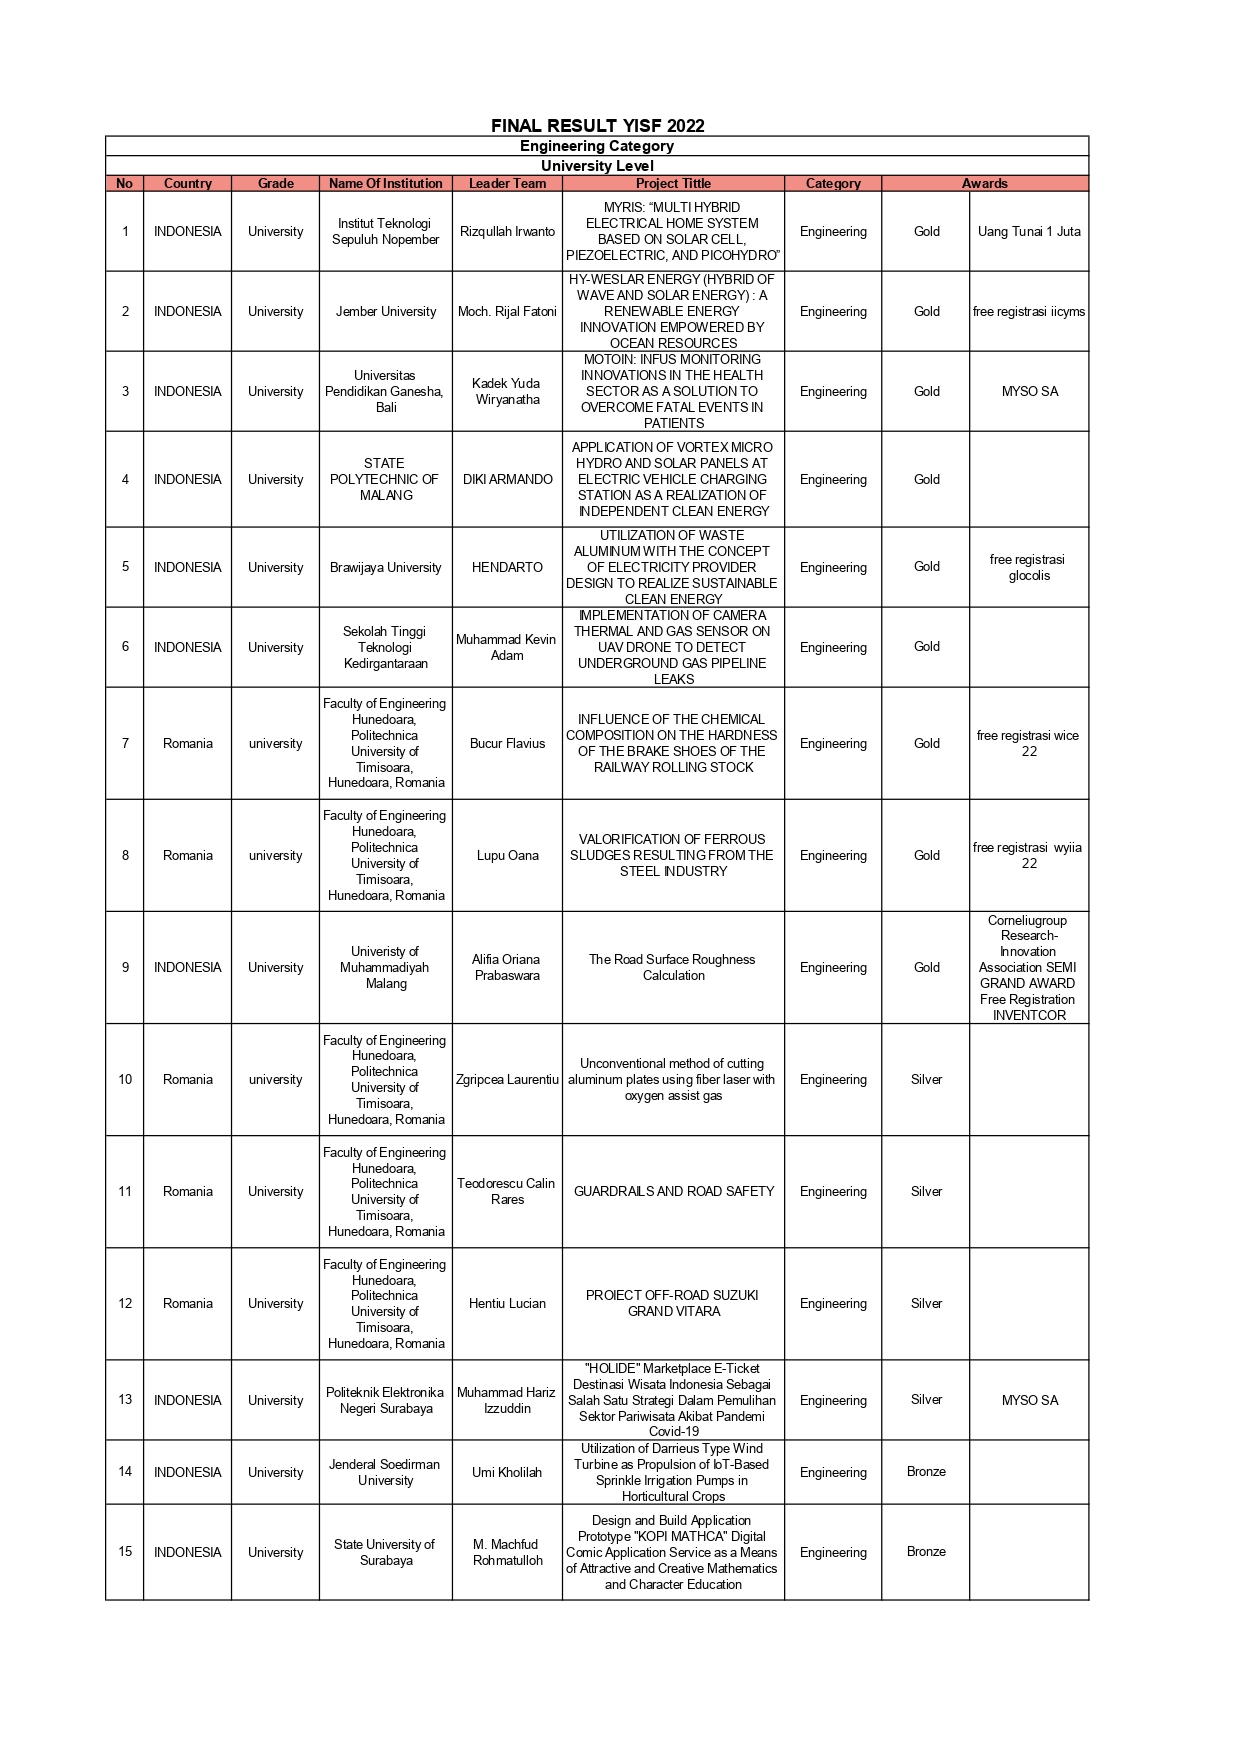 FINAL RESULT YISF 2022
Engineering Category
University Level
No Country Grade Name Of Institution Leader Team Project Tittle Category Awards
1 INDONESIA University
Institut Teknologi
Sepuluh Nopember
Rizqullah Irwanto
MYRIS: “MULTI HYBRID
ELECTRICAL HOME SYSTEM
BASED ON SOLAR CELL,
PIEZOELECTRIC, AND PICOHYDRO”
Engineering Gold Uang Tunai 1 Juta
2 INDONESIA University Jember University Moch. Rijal Fatoni
HY-WESLAR ENERGY (HYBRID OF
WAVE AND SOLAR ENERGY) : A
RENEWABLE ENERGY
INNOVATION EMPOWERED BY
OCEAN RESOURCES
Engineering Gold free registrasi iicyms
3 INDONESIA University
Universitas
Pendidikan Ganesha,
Bali
Kadek Yuda
Wiryanatha
MOTOIN: INFUS MONITORING
INNOVATIONS IN THE HEALTH
SECTOR AS A SOLUTION TO
OVERCOME FATAL EVENTS IN
PATIENTS
Engineering Gold MYSO SA
4 INDONESIA University
STATE
POLYTECHNIC OF
MALANG
DIKI ARMANDO
APPLICATION OF VORTEX MICRO
HYDRO AND SOLAR PANELS AT
ELECTRIC VEHICLE CHARGING
STATION AS A REALIZATION OF
INDEPENDENT CLEAN ENERGY
Engineering Gold
5 INDONESIA University Brawijaya University HENDARTO
UTILIZATION OF WASTE
ALUMINUM WITH THE CONCEPT
OF ELECTRICITY PROVIDER
DESIGN TO REALIZE SUSTAINABLE
CLEAN ENERGY
Engineering Gold
free registrasi
glocolis
6 INDONESIA University
Sekolah Tinggi
Teknologi
Kedirgantaraan
Muhammad Kevin
Adam
IMPLEMENTATION OF CAMERA
THERMAL AND GAS SENSOR ON
UAV DRONE TO DETECT
UNDERGROUND GAS PIPELINE
LEAKS
Engineering Gold
7 Romania university
Faculty of Engineering
Hunedoara,
Politechnica
University of
Timisoara,
Hunedoara, Romania
Bucur Flavius
INFLUENCE OF THE CHEMICAL
COMPOSITION ON THE HARDNESS
OF THE BRAKE SHOES OF THE
RAILWAY ROLLING STOCK
Engineering Gold
free registrasi wice
22
8 Romania university
Faculty of Engineering
Hunedoara,
Politechnica
University of
Timisoara,
Hunedoara, Romania
Lupu Oana
VALORIFICATION OF FERROUS
SLUDGES RESULTING FROM THE
STEEL INDUSTRY
Engineering Gold
free registrasi wyiia
22
9 INDONESIA University
Univeristy of
Muhammadiyah
Malang
Alifia Oriana
Prabaswara
The Road Surface Roughness
Calculation
Engineering Gold
Corneliugroup
Research-
Innovation
Association SEMI
GRAND AWARD
Free Registration
INVENTCOR
10 Romania university
Faculty of Engineering
Hunedoara,
Politechnica
University of
Timisoara,
Hunedoara, Romania
Zgripcea Laurentiu
Unconventional method of cutting
aluminum plates using fiber laser with
oxygen assist gas
Engineering Silver
11 Romania University
Faculty of Engineering
Hunedoara,
Politechnica
University of
Timisoara,
Hunedoara, Romania
Teodorescu Calin
Rares
GUARDRAILS AND ROAD SAFETY
Engineering Silver
12 Romania University
Faculty of Engineering
Hunedoara,
Politechnica
University of
Timisoara,
Hunedoara, Romania
Hentiu Lucian
PROIECT OFF-ROAD SUZUKI
GRAND VITARA
Engineering Silver
13 INDONESIA University
Politeknik Elektronika
Negeri Surabaya
Muhammad Hariz
Izzuddin
"HOLIDE" Marketplace E-Ticket
Destinasi Wisata Indonesia Sebagai
Salah Satu Strategi Dalam Pemulihan
Sektor Pariwisata Akibat Pandemi
Covid-19
Engineering Silver MYSO SA
14 INDONESIA University
Jenderal Soedirman
University
Umi Kholilah
Utilization of Darrieus Type Wind
Turbine as Propulsion of IoT-Based
Sprinkle Irrigation Pumps in
Horticultural Crops
Engineering Bronze
15 INDONESIA University
State University of
Surabaya
M. Machfud
Rohmatulloh
Design and Build Application
Prototype "KOPI MATHCA" Digital
Comic Application Service as a Means
of Attractive and Creative Mathematics
and Character Education
Engineering Bronze